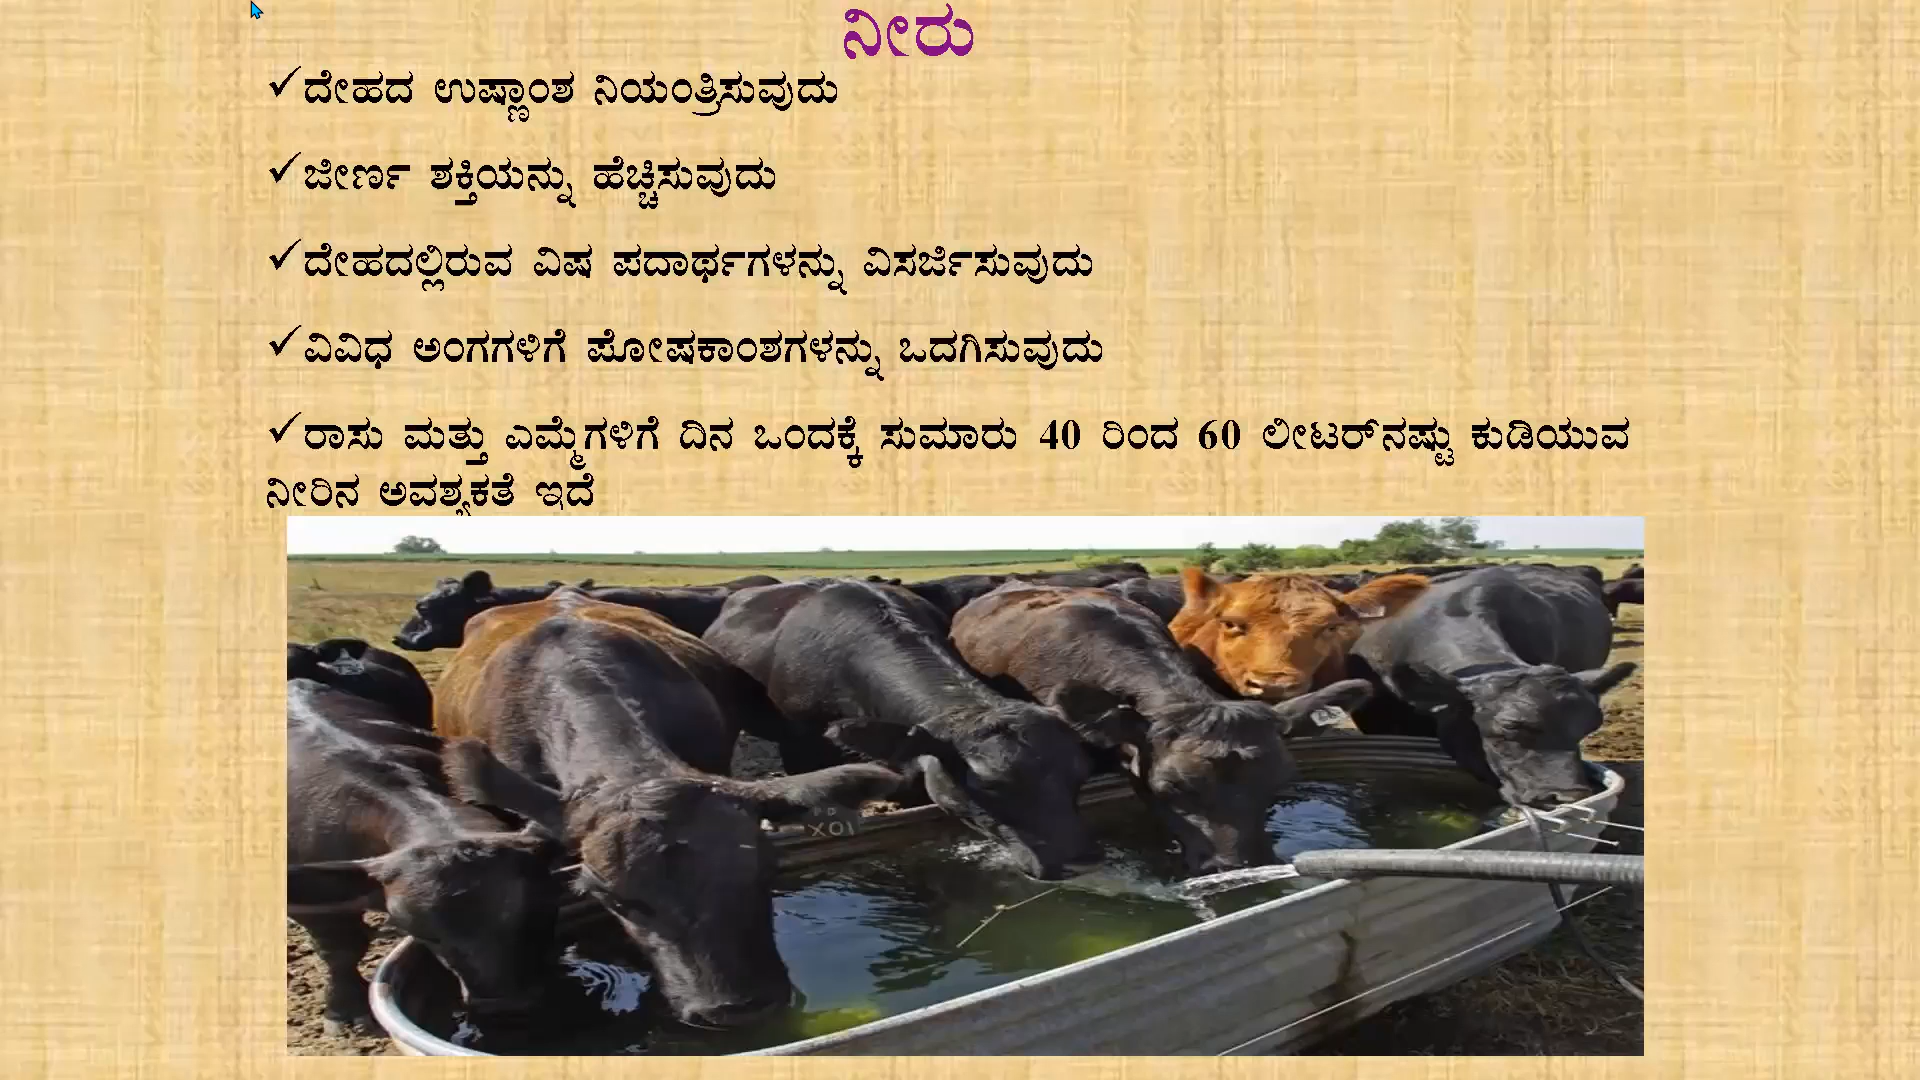 ನೀರು
✓ದೇಹದ ಉಷ್ಣಾಂಶ ನಿಯಂತ್ರಿಸುವುದು
✓ಜೀರ್ಣ ಶಕ್ತಿಯನ್ನು ಹೆಚ್ಚಿಸುವುದು
✓ದೇಹದಲ್ಲಿರುವ ವಿಷ ಪದಾರ್ಥಗಳನ್ನು ವಿಸರ್ಜಿಸುವುದು
✓ವಿವಿಧ ಅಂಗಗಳಿಗೆ ಪೋಷಕಾಂಶಗಳನ್ನು ಒದಗಿಸುವುದು
✓ರಾಸು ಮತ್ತು ಎಮ್ಮೆಗಳಿಗೆ ದಿನ ಒಂದಕ್ಕೆ ಸುಮಾರು 40 ರಿಂದ 60 ಲೀಟರ್‌ನಷ್ಟು ಕುಡಿಯುವ
ನೀರಿನ ಅವಶ್ಯಕತೆ ಇದೆ